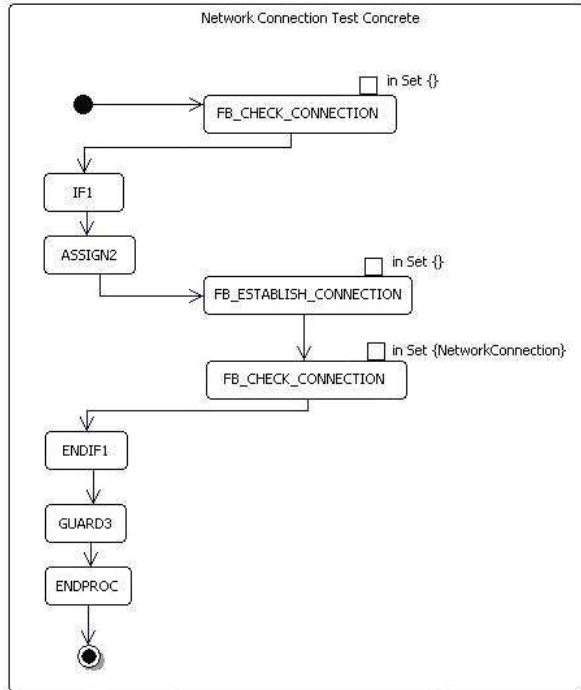 Network Connection Test Concrete
in Set {}
FB_CHECK_CONNECTION
IF1
ASSIGN2
in Set {}
FB_ESTABLISH_CONNECTION
in Set {NetworkConnection}
FB_CHECK_CONNECTION
ENDIF1
GUARD3
ENDPROC